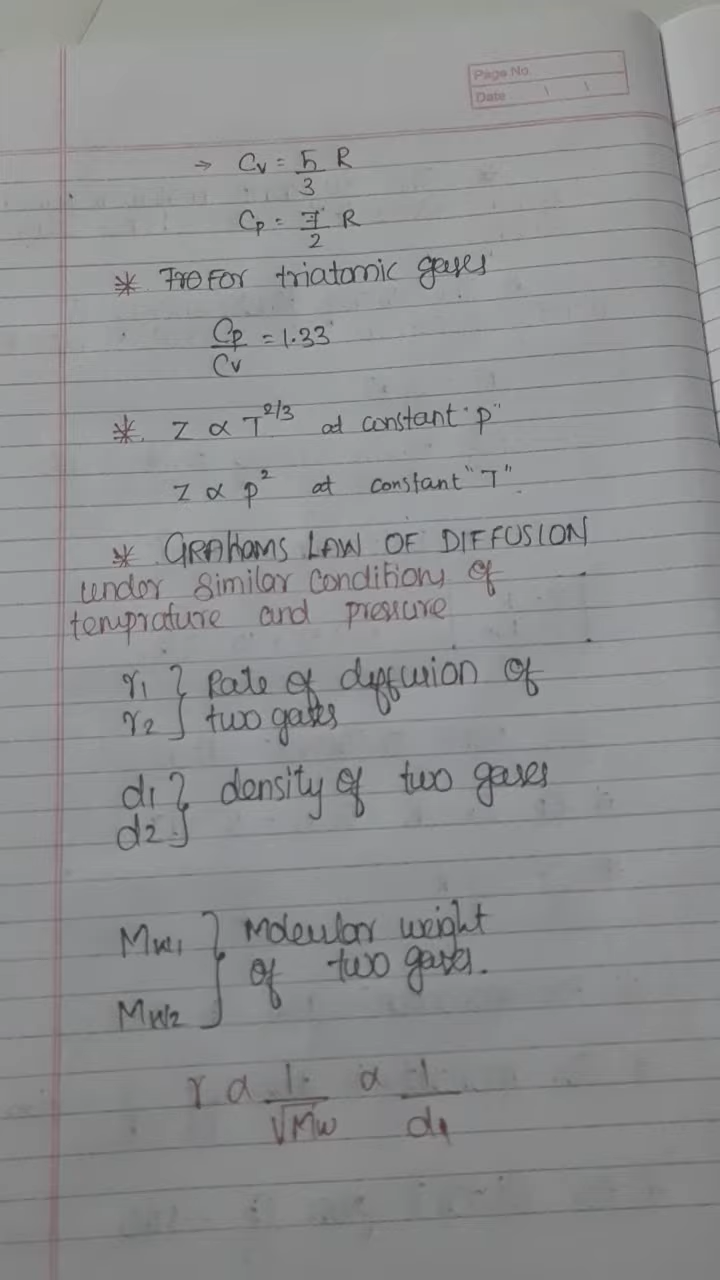 Page No.
Date
→ Cv = 5/3 R
Cp = 7/2 R
* For triatomic gases
Cp/Cv = 1.33
* Z ∝ T^2/3 at constant "p"
Z ∝ p^2 at constant "T".
* GRAHAMS LAW OF DIFFUSION
under similar conditions of
temprature and pressure
r1 } Rate of diffusion of
r2 } two gases
d1 } density of two gases
d2 }
Mw1 } Molecular weight
of two gases.
Mw2
r ∝ 1/√Mw ∝ 1/d1